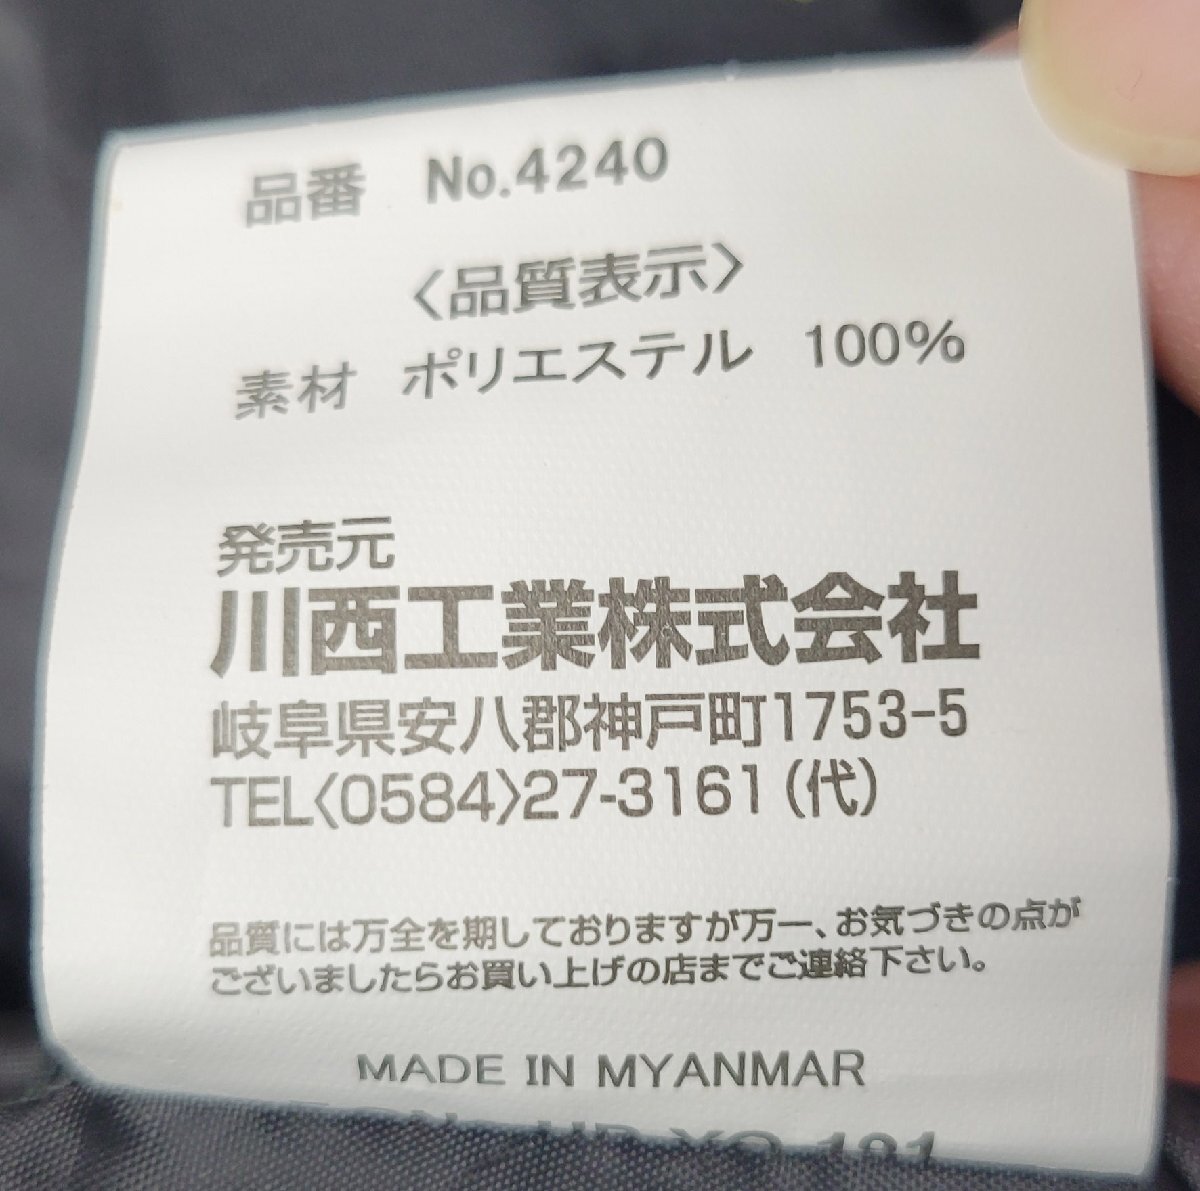 品番 No.4240
〈品質表示〉
素材 ポリエステル 100%
発売元
川西工業株式会社
岐阜県安八郡神戸町1753-5
TEL〈0584〉27-3161(代)
品質には万全を期しておりますが万一、お気づきの点が
ございましたらお買い上げの店までご連絡下さい。
MADE IN MYANMAR